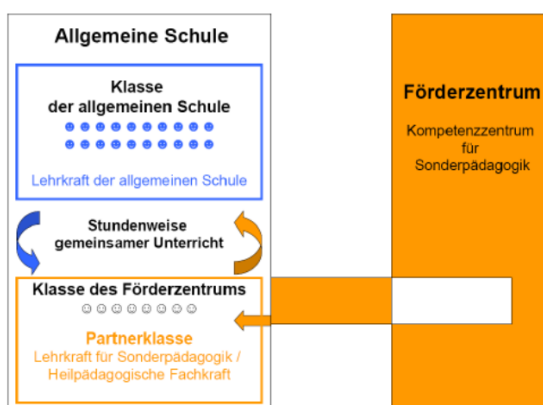 Allgemeine Schule
Klasse
der allgemeinen Schule
Lehrkraft der allgemeinen Schule
Stundenweise
gemeinsamer Unterricht
Klasse des Förderzentrums
Partnerklasse
Lehrkraft für Sonderpädagogik /
Heilpädagogische Fachkraft
Förderzentrum
Kompetenzzentrum
für
Sonderpädagogik